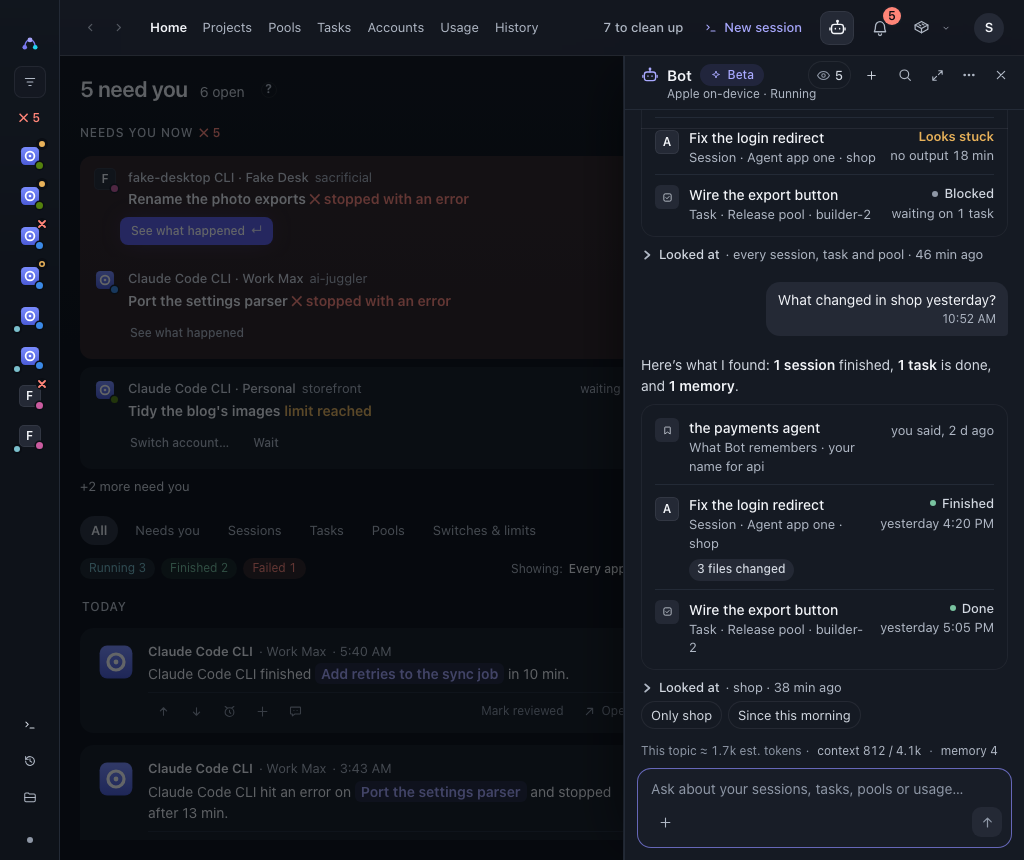 Home Projects Pools Tasks Accounts Usage History
7 to clean up
New session
5
S
5
5 need you 6 open ?
NEEDS YOU NOW 5
F
fake-desktop CLI · Fake Desk sacrificial
Rename the photo exports stopped with an error
See what happened
Claude Code CLI · Work Max ai-juggler
Port the settings parser stopped with an error
See what happened
Claude Code CLI · Personal storefront waiting
Tidy the blog's images limit reached
Switch account… Wait
+2 more need you
All Needs you Sessions Tasks Pools Switches & limits
Running 3 Finished 2 Failed 1
Showing: Every app
TODAY
Claude Code CLI · Work Max · 5:40 AM
Claude Code CLI finished Add retries to the sync job in 10 min.
Mark reviewed Ope
Claude Code CLI · Work Max · 3:43 AM
Claude Code CLI hit an error on Port the settings parser and stopped
after 13 min.
F
F
Bot Beta 5
Apple on-device · Running
A
Fix the login redirect Looks stuck
Session · Agent app one · shop no output 18 min
Wire the export button Blocked
Task · Release pool · builder-2 waiting on 1 task
Looked at · every session, task and pool · 46 min ago
What changed in shop yesterday?
10:52 AM
Here's what I found: 1 session finished, 1 task is done,
and 1 memory.
the payments agent you said, 2 d ago
What Bot remembers · your
name for api
A
Fix the login redirect Finished
Session · Agent app one · yesterday 4:20 PM
shop
3 files changed
Wire the export button Done
Task · Release pool · builder- yesterday 5:05 PM
2
Looked at · shop · 38 min ago
Only shop Since this morning
This topic ≈ 1.7k est. tokens · context 812 / 4.1k · memory 4
Ask about your sessions, tasks, pools or usage…